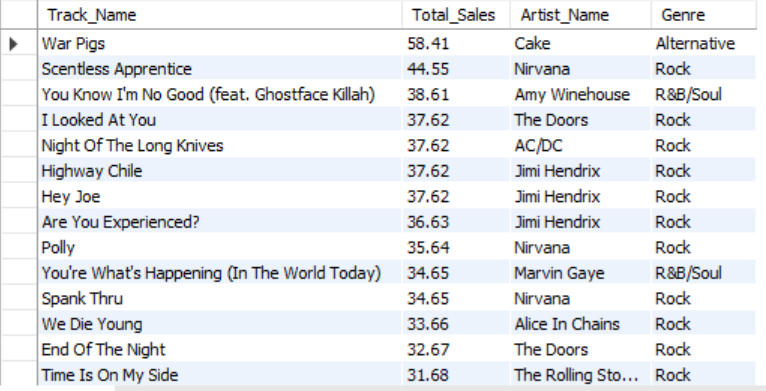 Track_Name Total_Sales Artist_Name Genre
War Pigs 58.41 Cake Alternative
Scentless Apprentice 44.55 Nirvana Rock
You Know I'm No Good (feat. Ghostface Killah) 38.61 Amy Winehouse R&B/Soul
I Looked At You 37.62 The Doors Rock
Night Of The Long Knives 37.62 AC/DC Rock
Highway Chile 37.62 Jimi Hendrix Rock
Hey Joe 37.62 Jimi Hendrix Rock
Are You Experienced? 36.63 Jimi Hendrix Rock
Polly 35.64 Nirvana Rock
You're What's Happening (In The World Today) 34.65 Marvin Gaye R&B/Soul
Spank Thru 34.65 Nirvana Rock
We Die Young 33.66 Alice In Chains Rock
End Of The Night 32.67 The Doors Rock
Time Is On My Side 31.68 The Rolling Sto... Rock